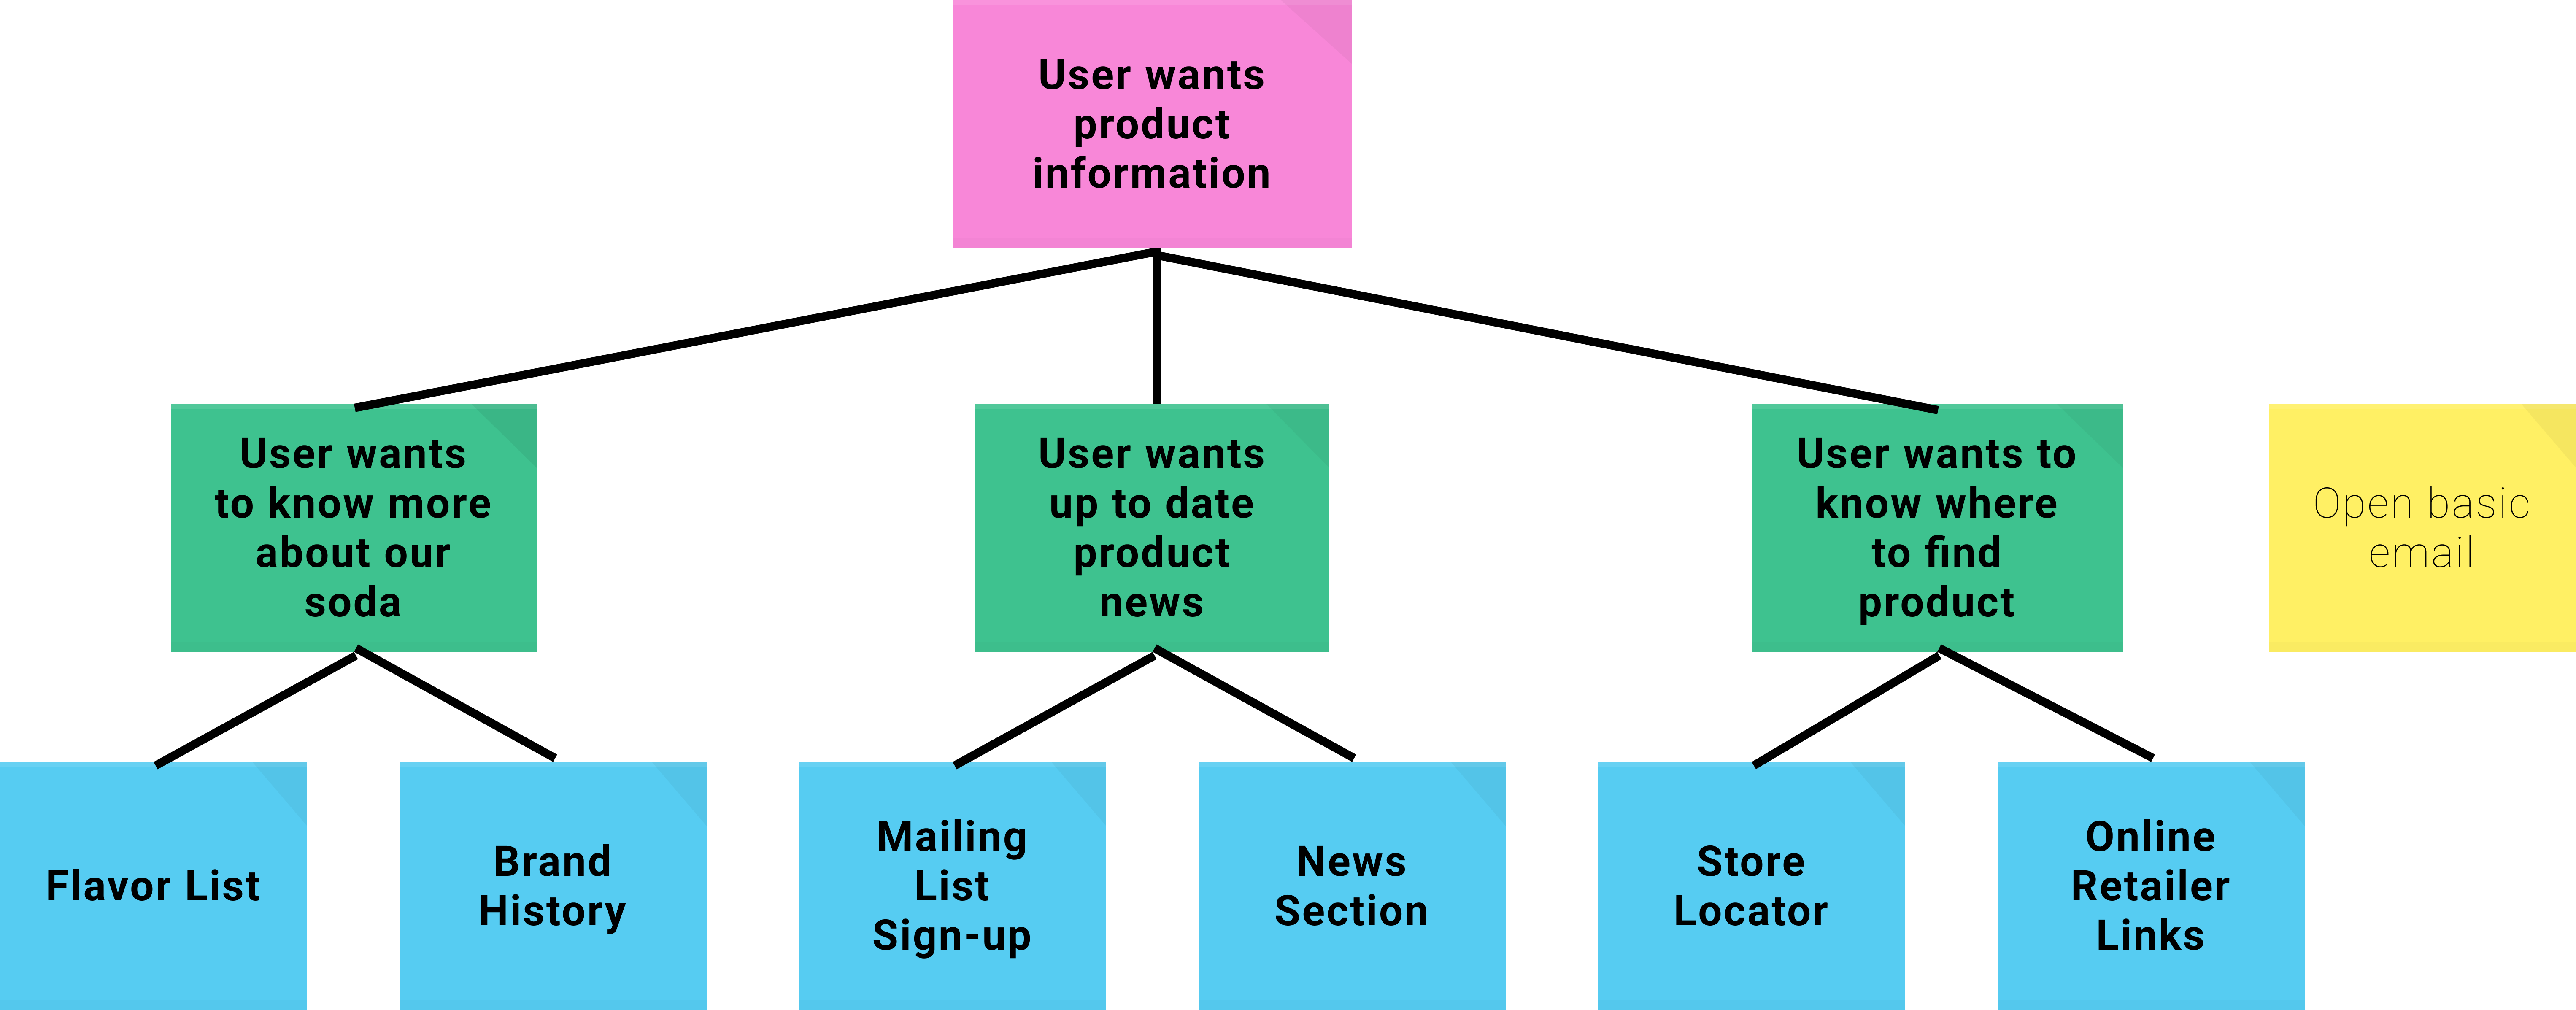 User wants
product
information
User wants
to know more
about our
soda
User wants
up to date
product
news
User wants to
know where
to find
product
Open basic
email
Flavor List
Brand
History
Mailing
List
Sign-up
News
Section
Store
Locator
Online
Retailer
Links